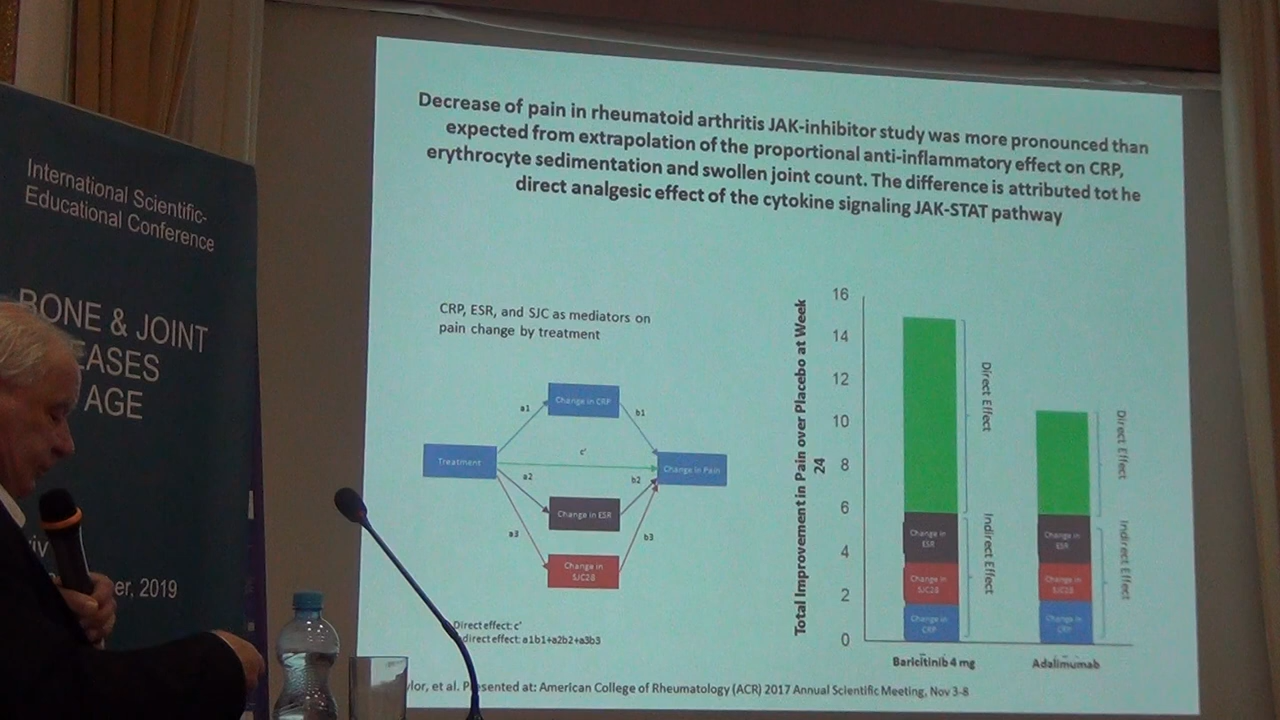 International Scientific-
Educational Conference
BONE & JOINT
EASES
AGE
er, 2019
Decrease of pain in rheumatoid arthritis JAK-inhibitor study was more pronounced than
expected from extrapolation of the proportional anti-inflammatory effect on CRP,
erythrocyte sedimentation and swollen joint count. The difference is attributed tot he
direct analgesic effect of the cytokine signaling JAK-STAT pathway
CRP, ESR, and SJC as mediators on
pain change by treatment
Treatment
a1
Change in CRP
b1
c'
Change in Pain
a2
b2
Change in ESR
a3
b3
Change in
SJC28
Direct effect: c'
direct effect: a1b1+a2b2+a3b3
Total Improvement in Pain over Placebo at Week
24
16
14
12
10
8
6
4
2
0
Direct Effect
Indirect Effect
Change in
ESR
Change in
SJC28
Change in
CRP
Baricitinib 4 mg
Direct Effect
Indirect Effect
Change in
ESR
Change in
SJC28
Change in
CRP
Adalimumab
ylor, et al. Presented at: American College of Rheumatology (ACR) 2017 Annual Scientific Meeting, Nov 3-8